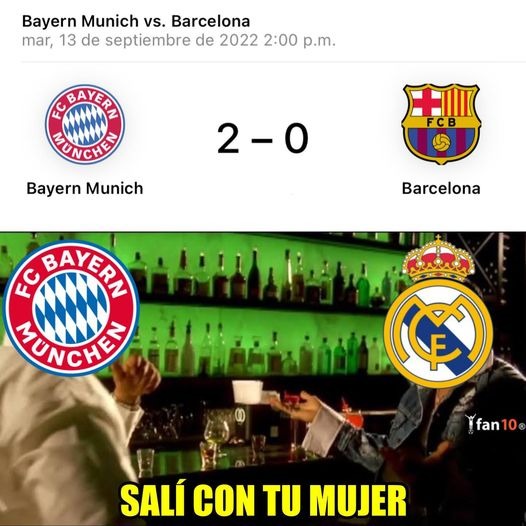 Bayern Munich vs. Barcelona
mar, 13 de septiembre de 2022 2:00 p.m.
FC BAYERN
MÜNCHEN
2 – 0
FCB
Bayern Munich
Barcelona
FC BAYERN
MÜNCHEN
fan10®
SALÍ CON TU MUJER